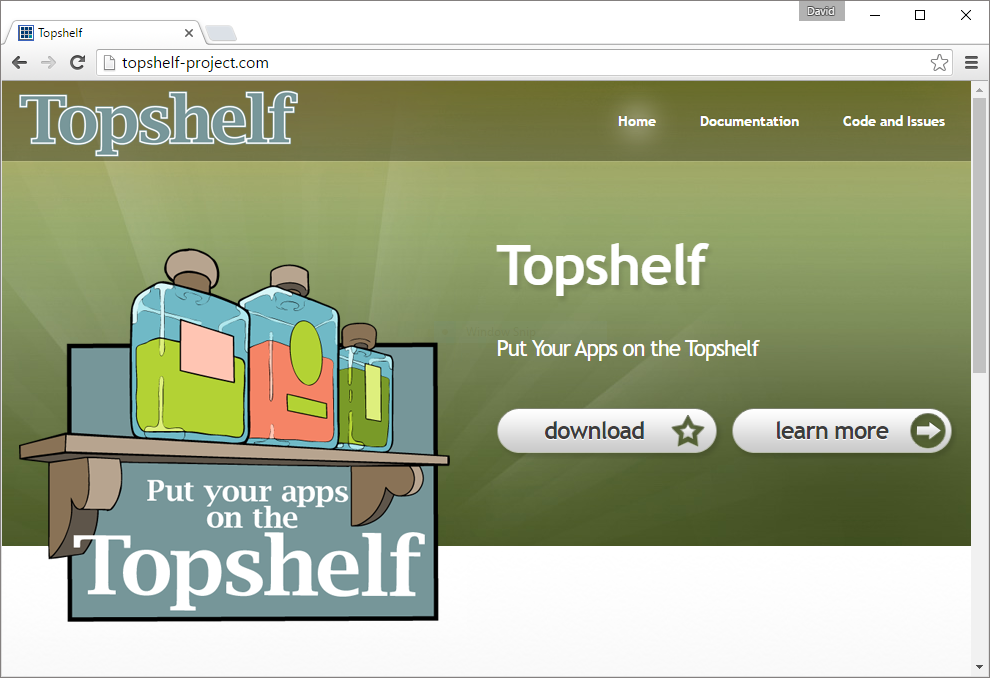 David
Topshelf
topshelf-project.com
Topshelf
Home
Documentation
Code and Issues
Topshelf
Put Your Apps on the Topshelf
download
learn more
Put your apps
on the
Topshelf